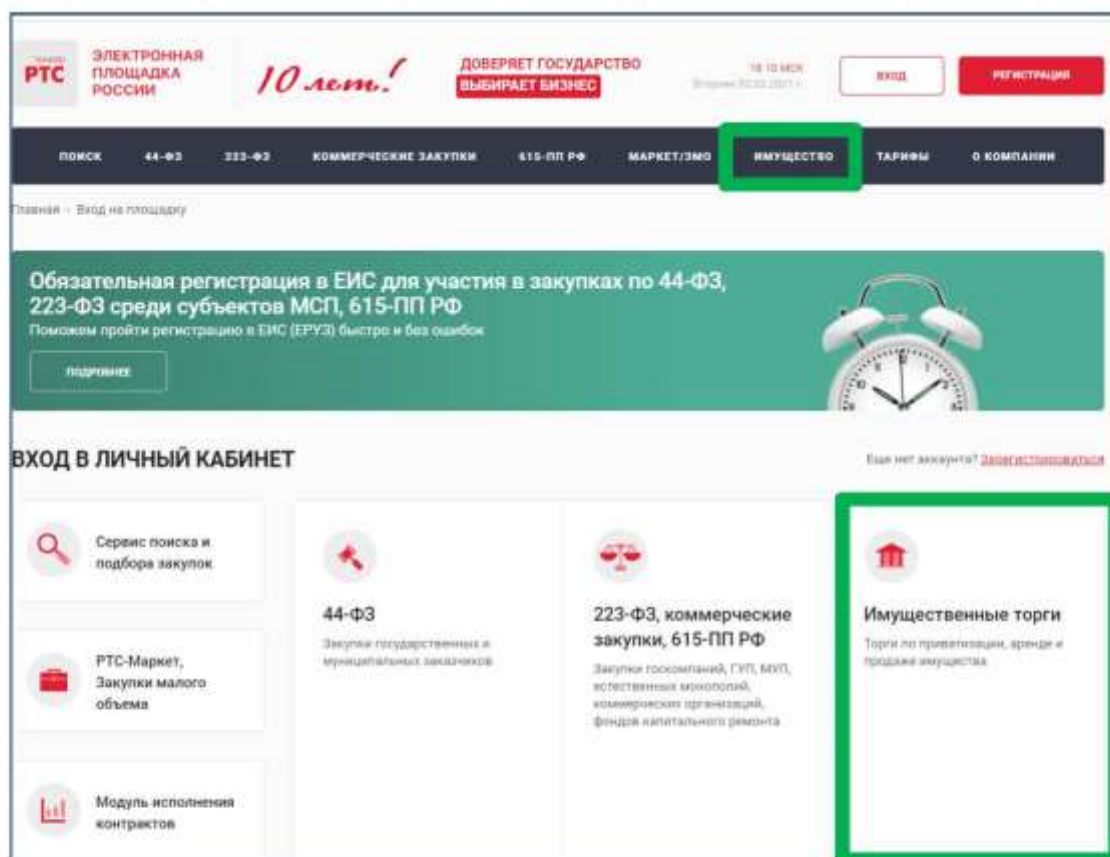 РТС
ЭЛЕКТРОННАЯ
ПЛОЩАДКА
РОССИИ
10 лет!
ДОВЕРЯЕТ ГОСУДАРСТВО
ВЫБИРАЕТ БИЗНЕС
ВХОД
РЕГИСТРАЦИЯ
ПОИСК 44-ФЗ 223-ФЗ КОММЕРЧЕСКИЕ ЗАКУПКИ 615-ПП РФ МАРКЕТ/ЗМО ИМУЩЕСТВО ТАРИФЫ О КОМПАНИИ
Главная - Вход на площадку
Обязательная регистрация в ЕИС для участия в закупках по 44-ФЗ,
223-ФЗ среди субъектов МСП, 615-ПП РФ
Поможем пройти регистрацию в ЕИС (ЕРУЗ) быстро и без ошибок
ПОДРОБНЕЕ
ВХОД В ЛИЧНЫЙ КАБИНЕТ
Еще нет аккаунта? Зарегистрироваться
Сервис поиска и
подбора закупок
РТС-Маркет,
Закупки малого
объема
Модуль исполнения
контрактов
44-ФЗ
Закупки государственных и
муниципальных заказчиков
223-ФЗ, коммерческие
закупки, 615-ПП РФ
Закупки госкомпаний, ГУП, МУП,
естественных монополий,
коммерческих организаций,
фондов капитального ремонта
Имущественные торги
Торги по приватизации, аренде и
продаже имущества